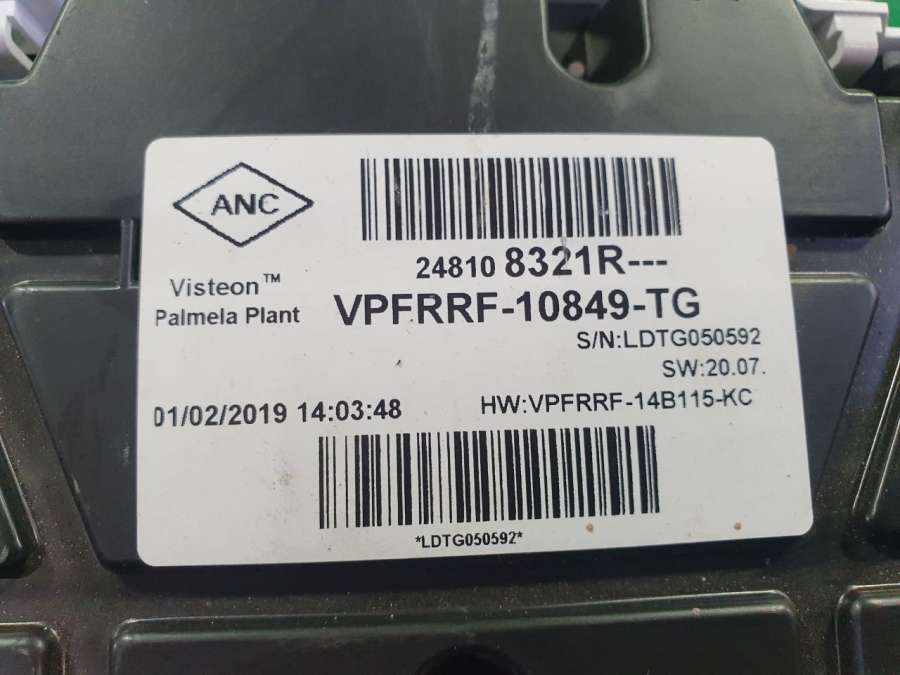 ANC
24810 8321R---
Visteon™
Palmela Plant
VPFRRF-10849-TG
S/N:LDTG050592
SW:20.07.
01/02/2019 14:03:48
HW:VPFRRF-14B115-KC
*LDTG050592*